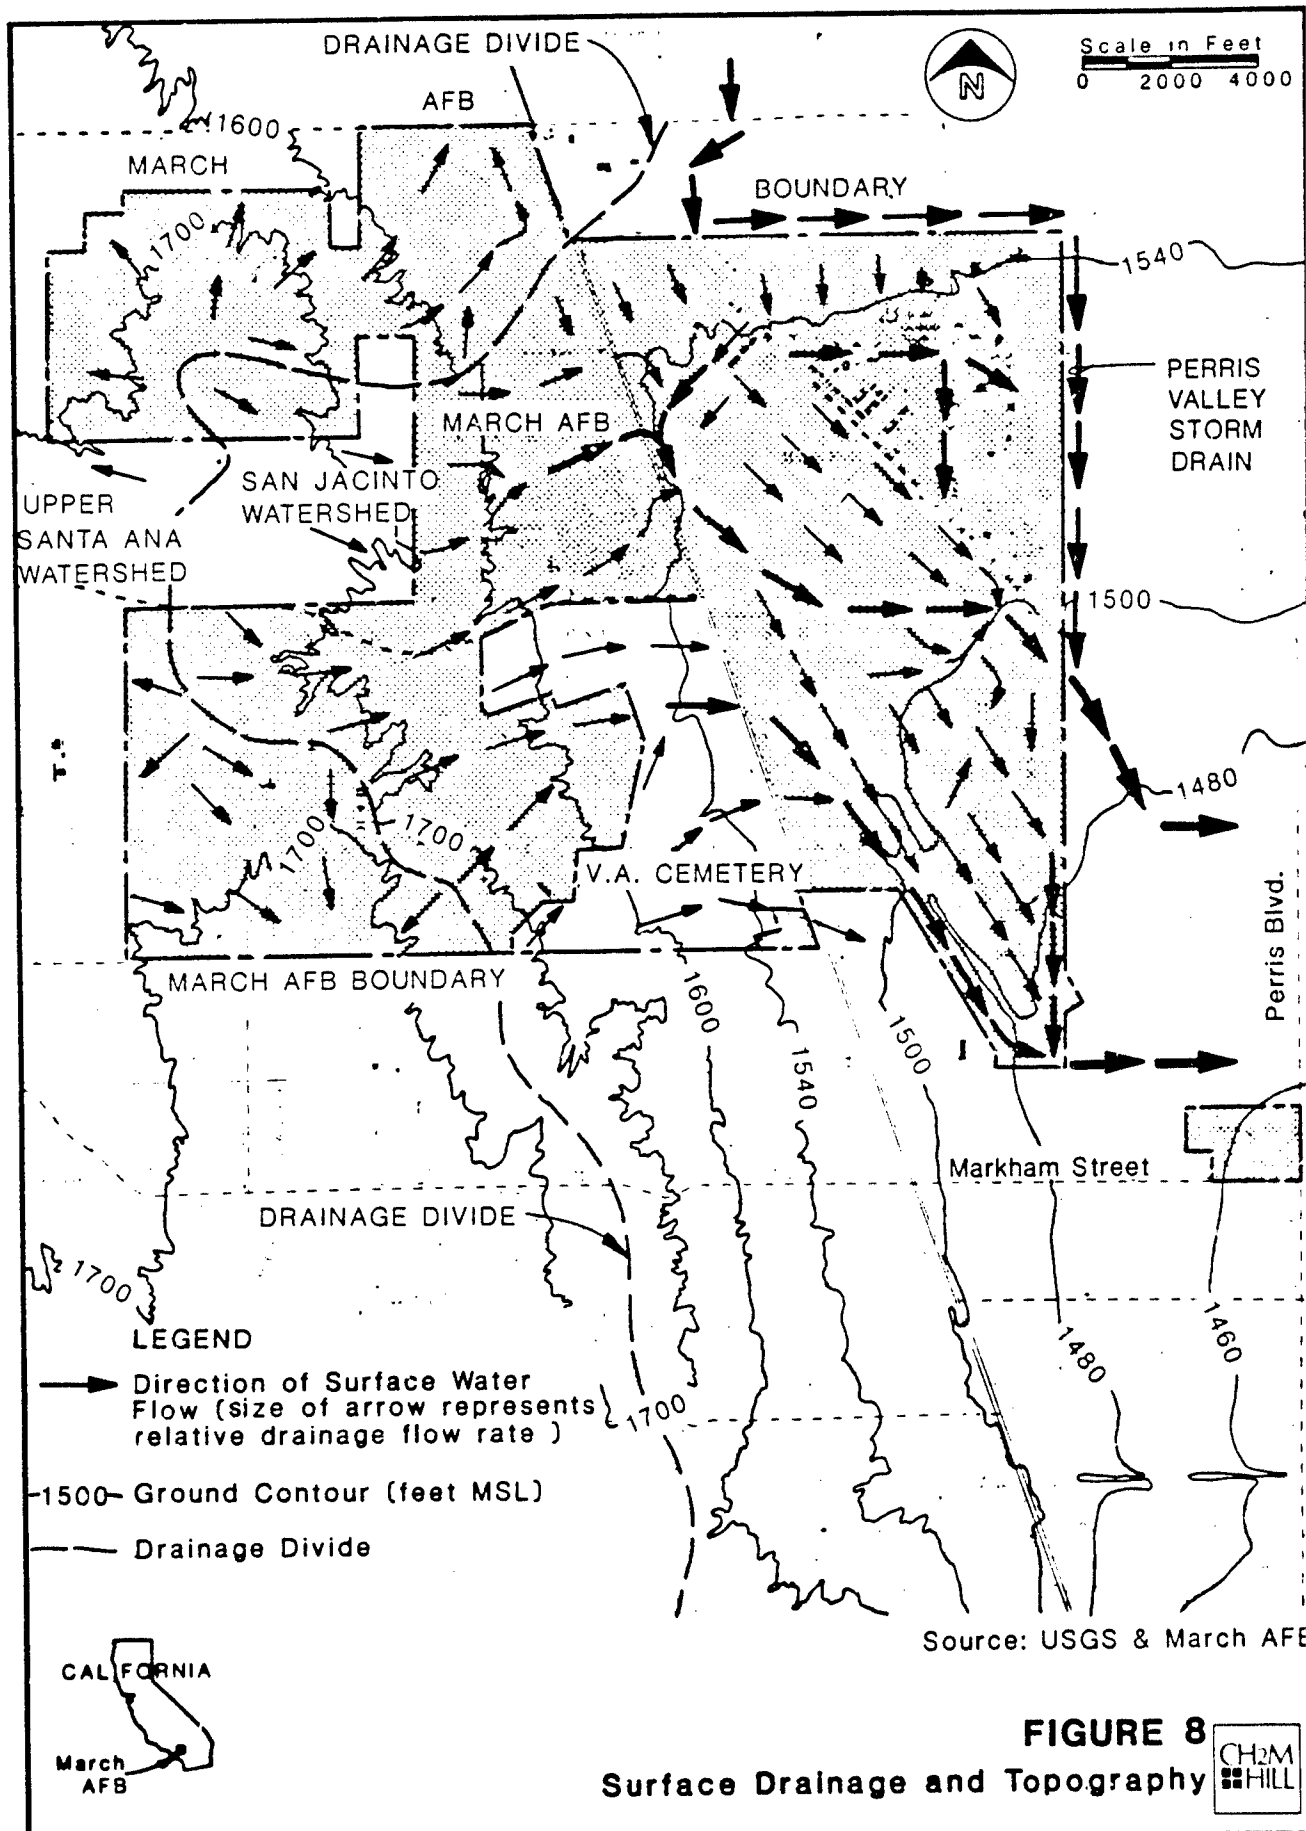 DRAINAGE DIVIDE
Scale in Feet
0 2000 4000
N
AFB
1600
MARCH
BOUNDARY
1700
1540
PERRIS
VALLEY
STORM
DRAIN
MARCH AFB
SAN JACINTO
WATERSHED
UPPER
SANTA ANA
WATERSHED
1500
1480
1700
1700
V.A. CEMETERY
MARCH AFB BOUNDARY
Perris Blvd.
1600
1540
1500
Markham Street
DRAINAGE DIVIDE
1700
1480
1460
1700
LEGEND
Direction of Surface Water
Flow (size of arrow represents
relative drainage flow rate )
1500 Ground Contour (feet MSL)
Drainage Divide
Source: USGS & March AFB
CALIFORNIA
March
AFB
FIGURE 8
Surface Drainage and Topography
CH2M
HILL